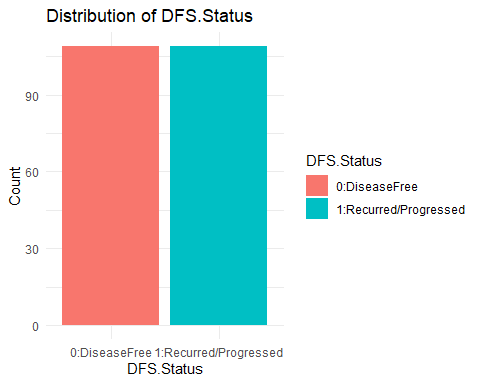 Distribution of DFS.Status
Count
90
60
30
0
0:DiseaseFree 1:Recurred/Progressed
DFS.Status
DFS.Status
0:DiseaseFree
1:Recurred/Progressed